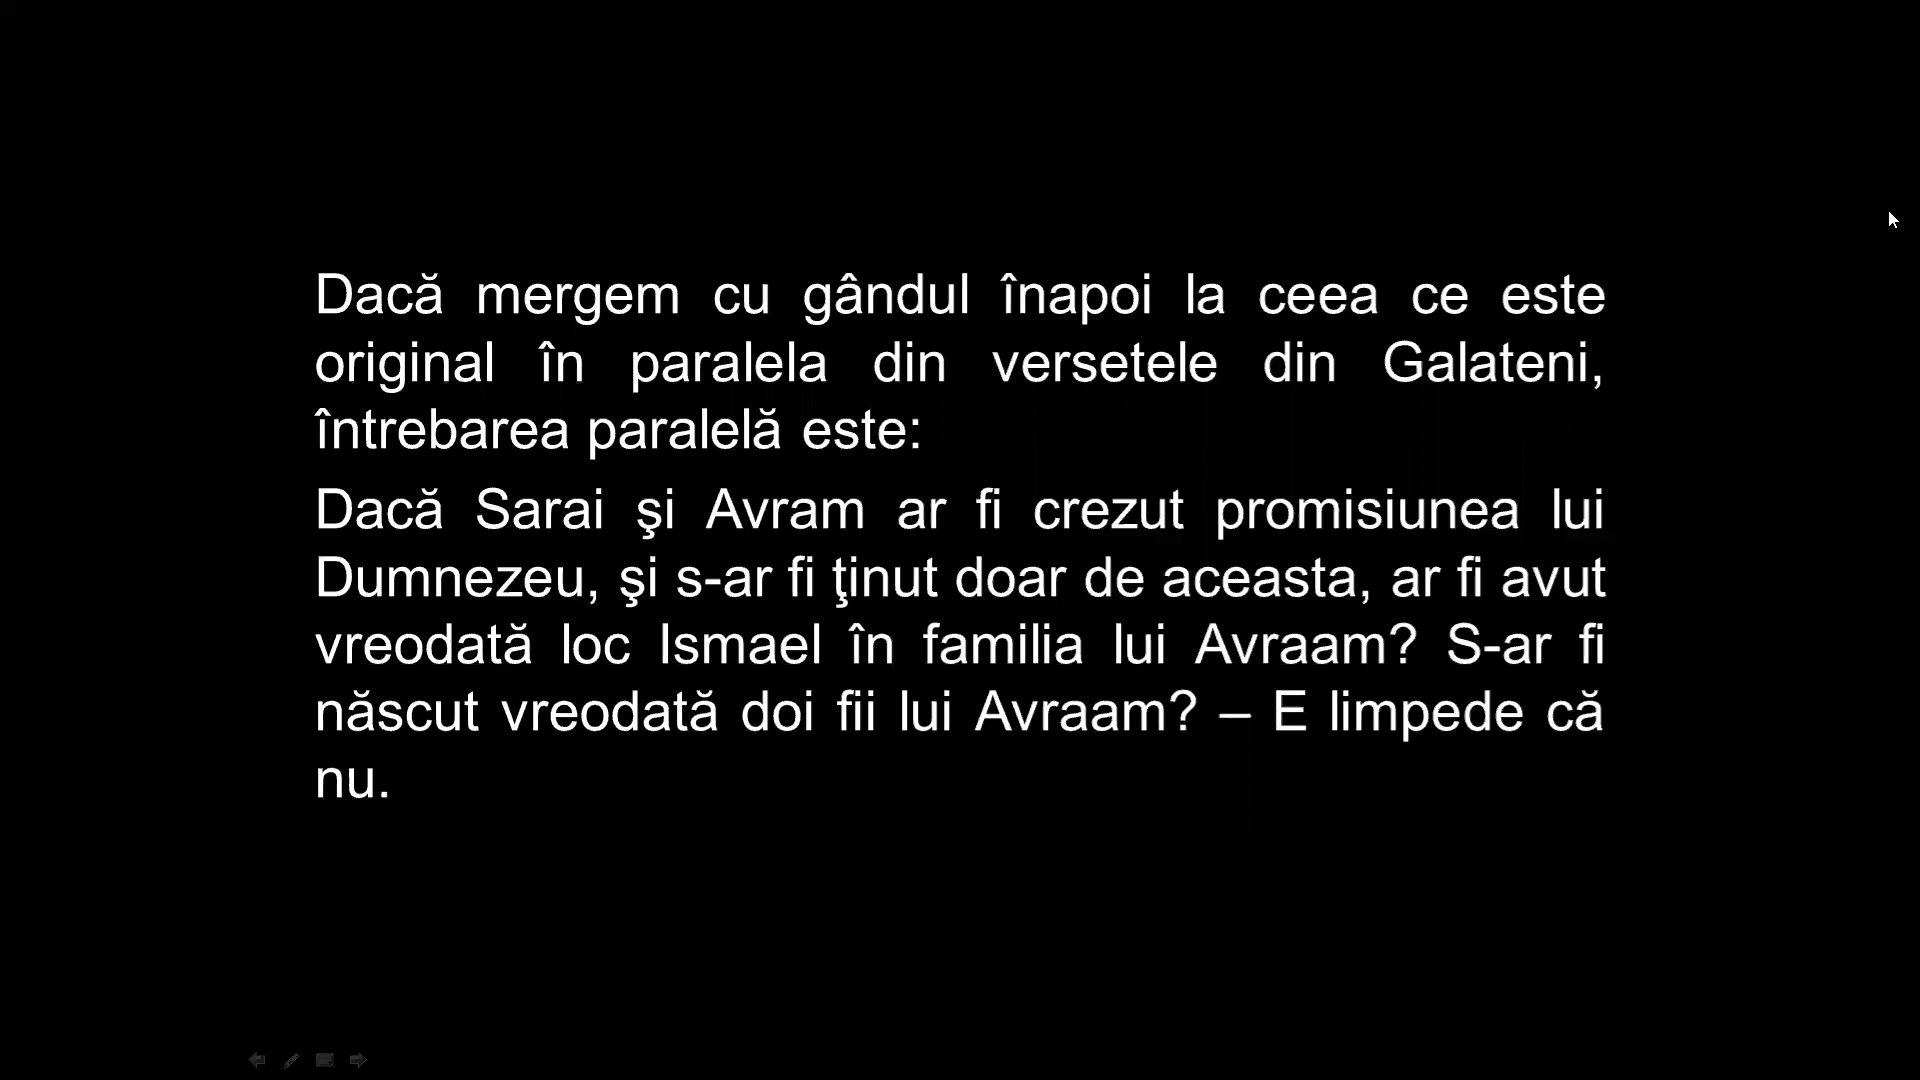 Dacă mergem cu gândul înapoi la ceea ce este
original în paralela din versetele din Galateni,
întrebarea paralelă este:
Dacă Sarai şi Avram ar fi crezut promisiunea lui
Dumnezeu, şi s-ar fi ţinut doar de aceasta, ar fi avut
vreodată loc Ismael în familia lui Avraam? S-ar fi
născut vreodată doi fii lui Avraam? – E limpede că
nu.